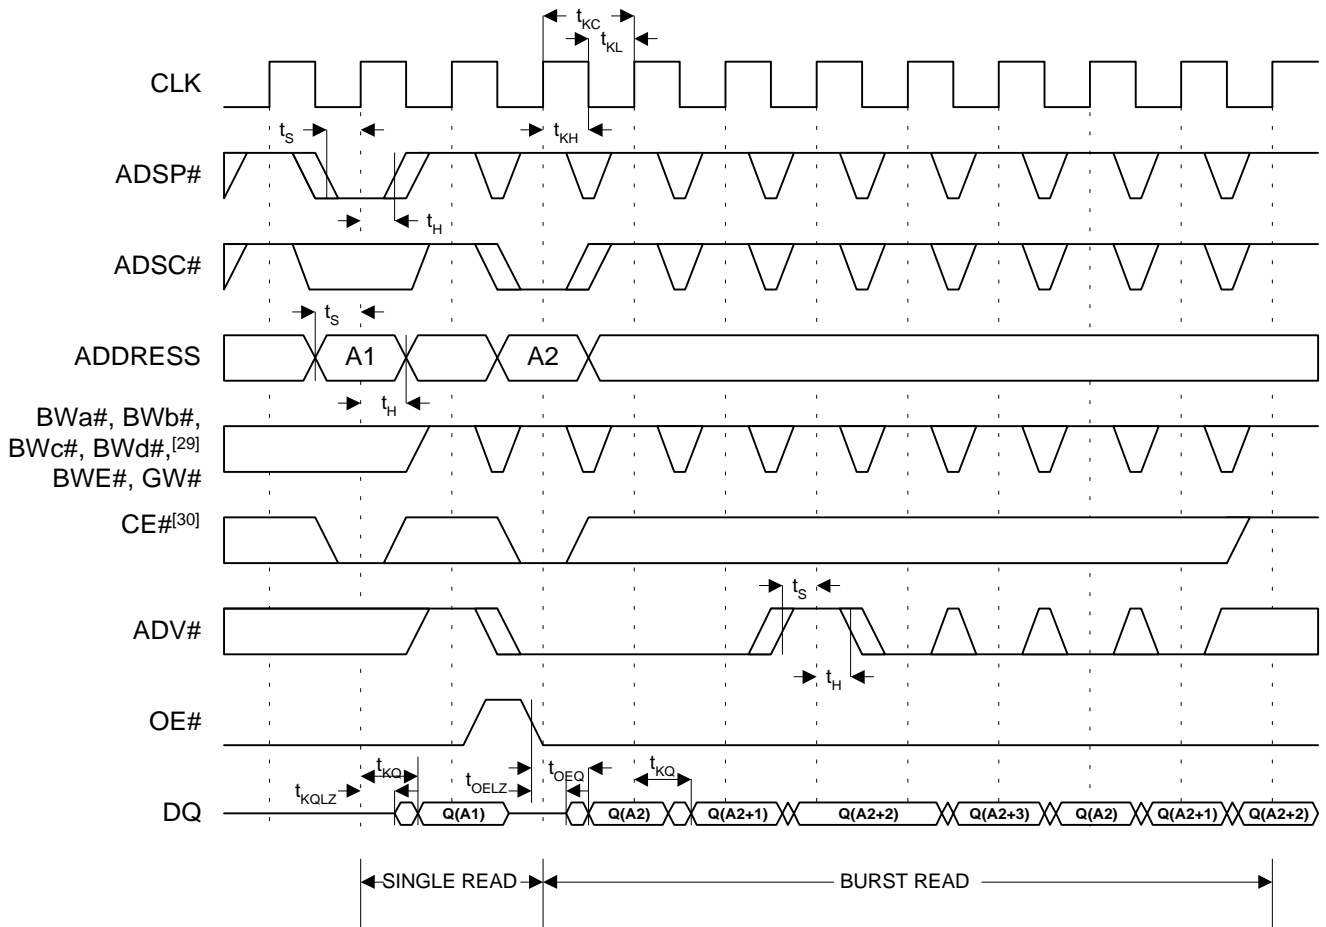 tKC
tKL
CLK
tS
tKH
ADSP#
tH
ADSC#
tS
ADDRESS
A1
A2
tH
BWa#, BWb#,
BWc#, BWd#,[29]
BWE#, GW#
CE#[30]
tS
ADV#
tH
OE#
tKQ
tOELZ
tOEQ
tKQ
tKQLZ
DQ
Q(A1)
Q(A2)
Q(A2+1)
Q(A2+2)
Q(A2+3)
Q(A2)
Q(A2+1)
Q(A2+2)
SINGLE READ
BURST READ